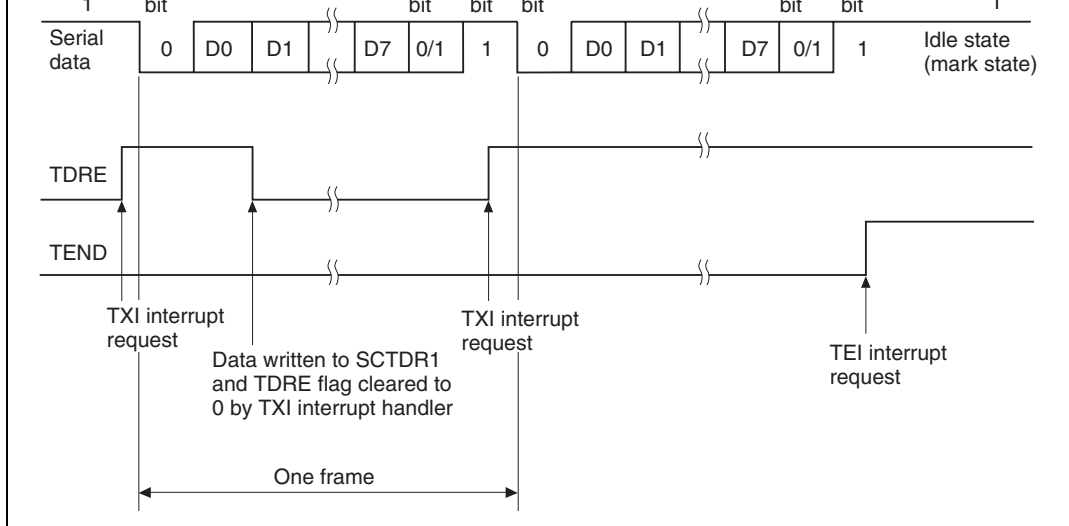 1 bit bit bit bit bit bit 1
Serial data 0 D0 D1 D7 0/1 1 0 D0 D1 D7 0/1 1 Idle state (mark state)
TDRE
TEND
TXI interrupt
request
Data written to SCTDR1
and TDRE flag cleared to
0 by TXI interrupt handler
TXI interrupt
request
TEI interrupt
request
One frame